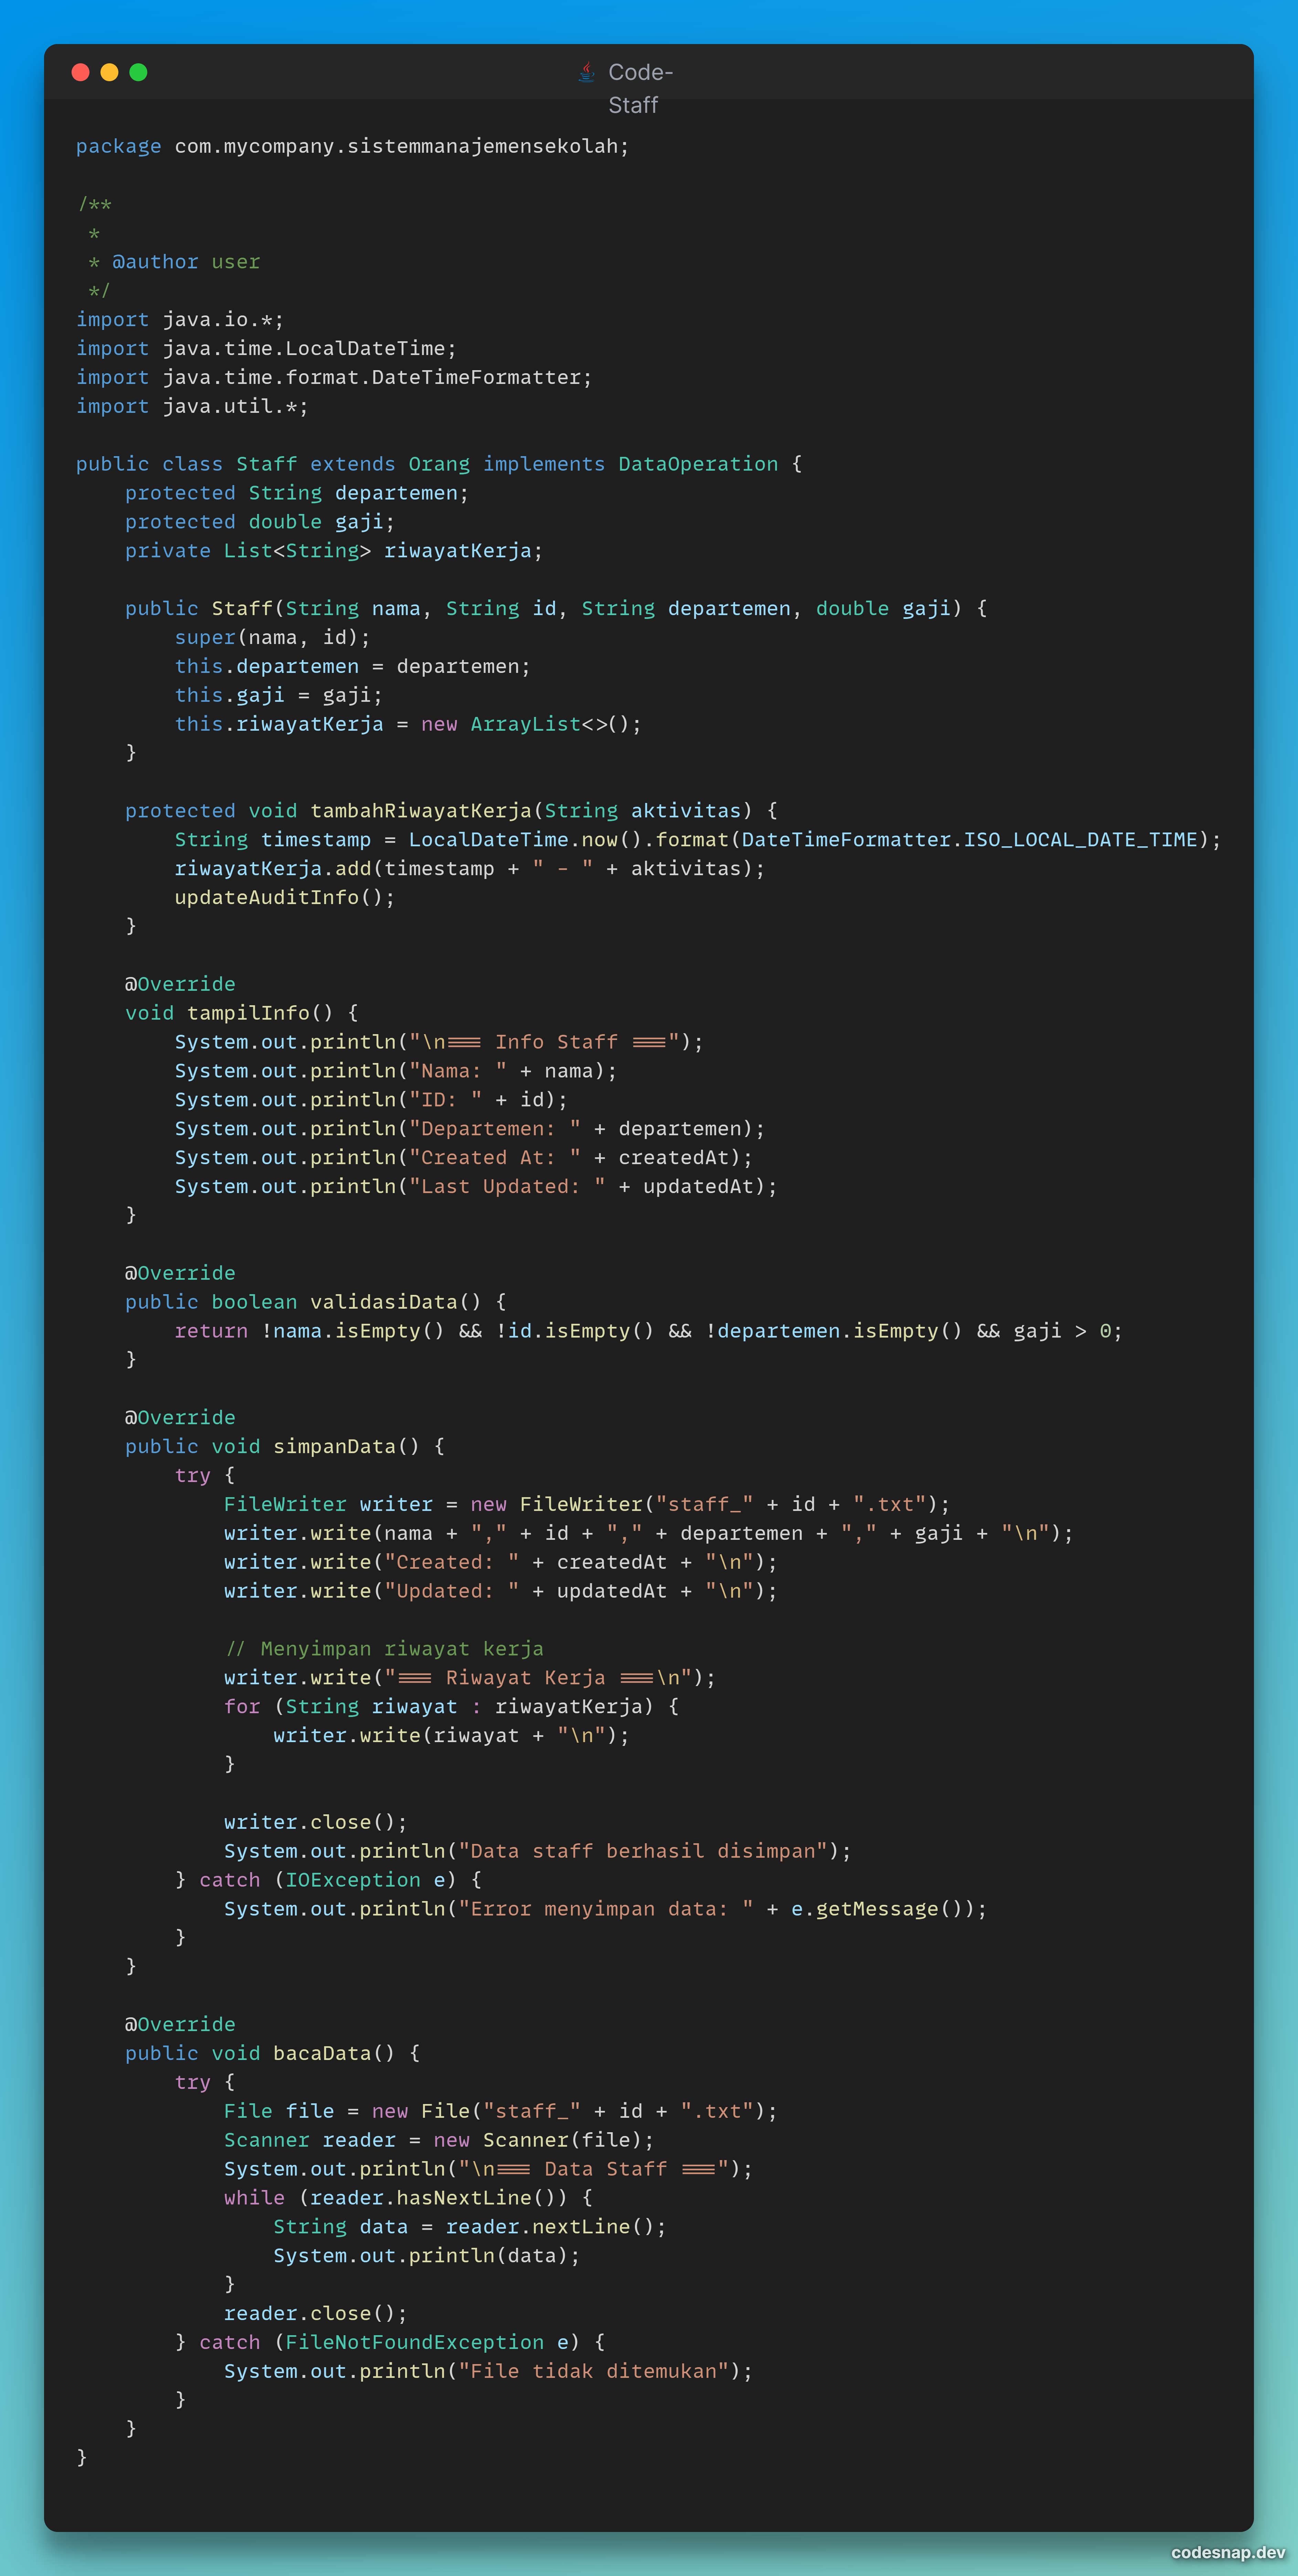 Code-
Staff
package com.mycompany.sistemmanajemensekolah;

/**
 *
 * @author user
 */
import java.io.*;
import java.time.LocalDateTime;
import java.time.format.DateTimeFormatter;
import java.util.*;

public class Staff extends Orang implements DataOperation {
    protected String departemen;
    protected double gaji;
    private List<String> riwayatKerja;

    public Staff(String nama, String id, String departemen, double gaji) {
        super(nama, id);
        this.departemen = departemen;
        this.gaji = gaji;
        this.riwayatKerja = new ArrayList<>();
    }

    protected void tambahRiwayatKerja(String aktivitas) {
        String timestamp = LocalDateTime.now().format(DateTimeFormatter.ISO_LOCAL_DATE_TIME);
        riwayatKerja.add(timestamp + " - " + aktivitas);
        updateAuditInfo();
    }

    @Override
    void tampilInfo() {
        System.out.println("\n=== Info Staff ===");
        System.out.println("Nama: " + nama);
        System.out.println("ID: " + id);
        System.out.println("Departemen: " + departemen);
        System.out.println("Created At: " + createdAt);
        System.out.println("Last Updated: " + updatedAt);
    }

    @Override
    public boolean validasiData() {
        return !nama.isEmpty() && !id.isEmpty() && !departemen.isEmpty() && gaji > 0;
    }

    @Override
    public void simpanData() {
        try {
            FileWriter writer = new FileWriter("staff_" + id + ".txt");
            writer.write(nama + "," + id + "," + departemen + "," + gaji + "\n");
            writer.write("Created: " + createdAt + "\n");
            writer.write("Updated: " + updatedAt + "\n");

            // Menyimpan riwayat kerja
            writer.write("=== Riwayat Kerja ===\n");
            for (String riwayat : riwayatKerja) {
                writer.write(riwayat + "\n");
            }

            writer.close();
            System.out.println("Data staff berhasil disimpan");
        } catch (IOException e) {
            System.out.println("Error menyimpan data: " + e.getMessage());
        }
    }

    @Override
    public void bacaData() {
        try {
            File file = new File("staff_" + id + ".txt");
            Scanner reader = new Scanner(file);
            System.out.println("\n=== Data Staff ===");
            while (reader.hasNextLine()) {
                String data = reader.nextLine();
                System.out.println(data);
            }
            reader.close();
        } catch (FileNotFoundException e) {
            System.out.println("File tidak ditemukan");
        }
    }
}
codesnap.dev